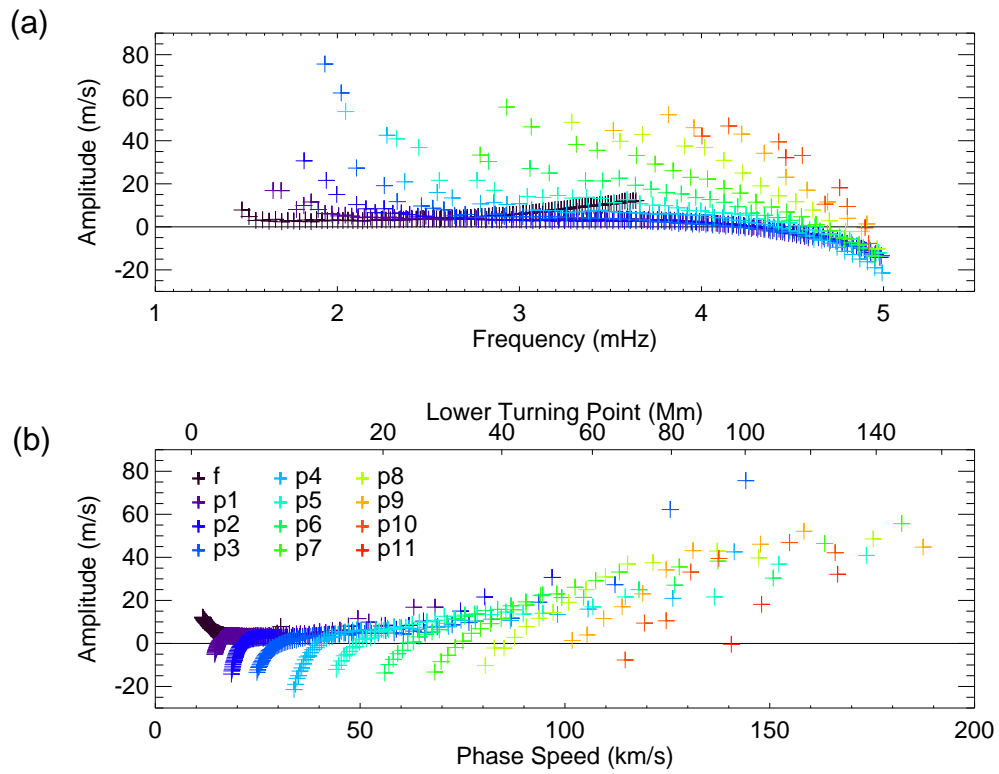 (a)
Amplitude (m/s)
80
60
40
20
0
-20
1 2 3 4 5
Frequency (mHz)
(b)
Lower Turning Point (Mm)
0 20 40 60 80 100 140
Amplitude (m/s)
80
60
40
20
0
-20
f p4 p8
p1 p5 p9
p2 p6 p10
p3 p7 p11
0 50 100 150 200
Phase Speed (km/s)